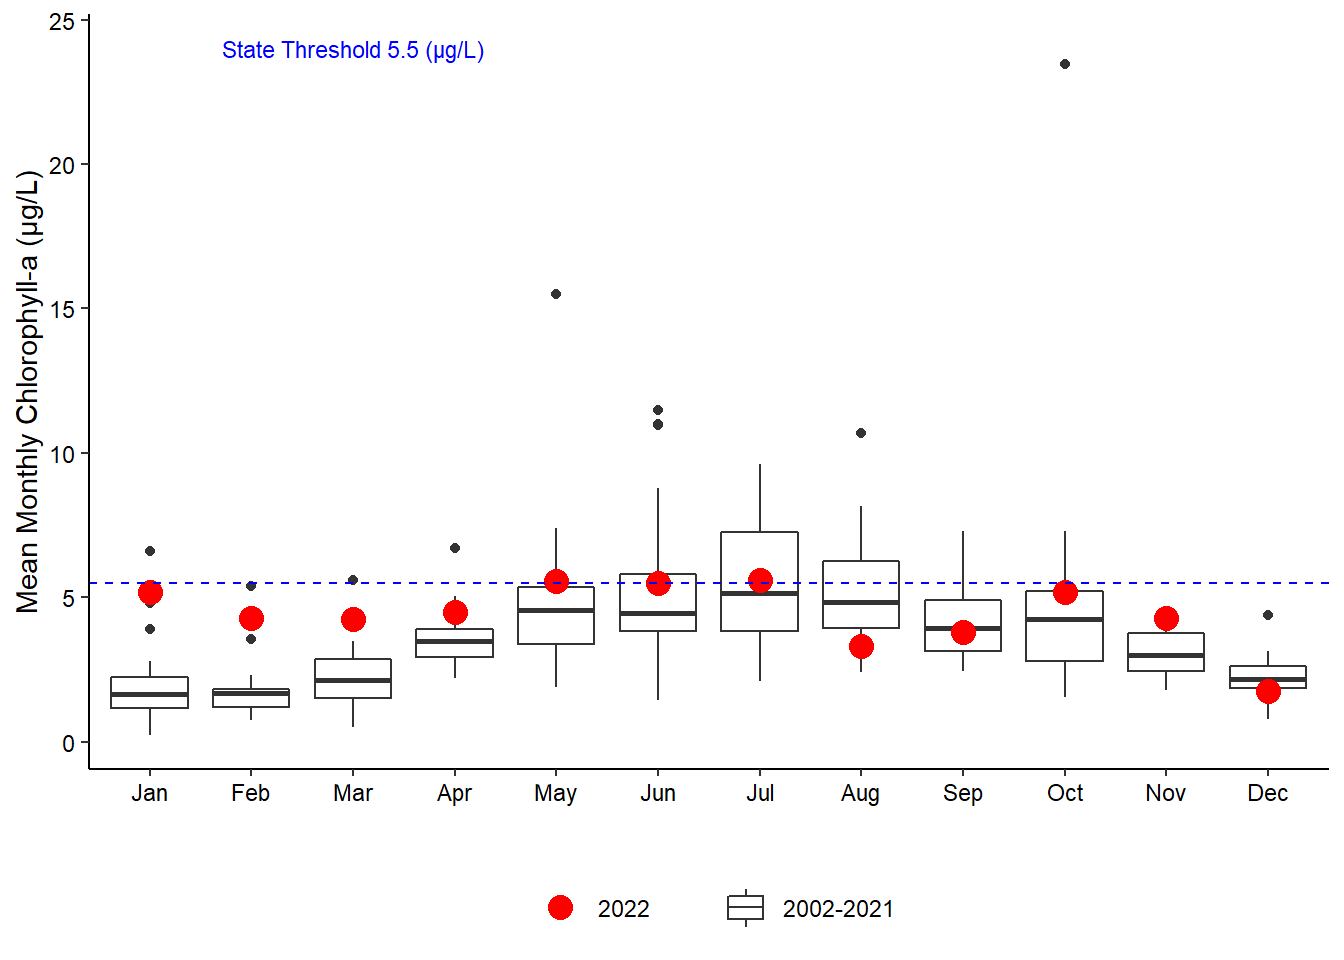 State Threshold 5.5 (µg/L)
Mean Monthly Chlorophyll-a (µg/L)
25
20
15
10
5
0
Jan Feb Mar Apr May Jun Jul Aug Sep Oct Nov Dec
2022 2002-2021